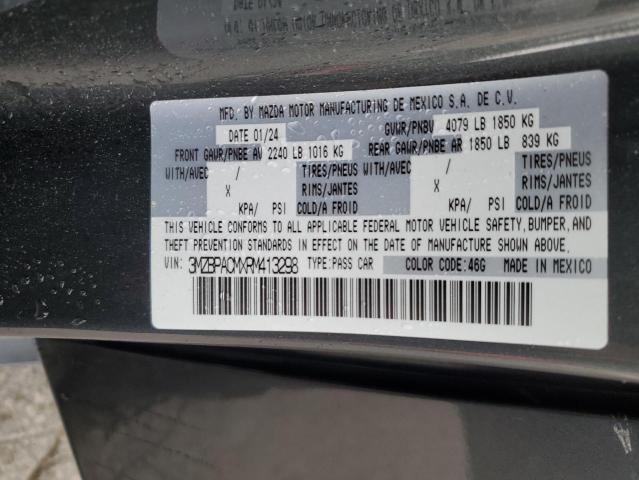 MFD. BY MAZDA MOTOR MANUFACTURING DE MEXICO S.A. DE C.V.
DATE 01/24 GVWR/PNBV 4079 LB 1850 KG
FRONT GAWR/PNBE AV 2240 LB 1016 KG REAR GAWR/PNBE AR 1850 LB 839 KG
WITH/AVEC / TIRES/PNEUS WITH/AVEC / TIRES/PNEUS
X RIMS/JANTES X RIMS/JANTES
KPA/ PSI COLD/A FROID KPA/ PSI COLD/A FROID
THIS VEHICLE CONFORMS TO ALL APPLICABLE FEDERAL MOTOR VEHICLE SAFETY, BUMPER, AND
THEFT PREVENTION STANDARDS IN EFFECT ON THE DATE OF MANUFACTURE SHOWN ABOVE.
VIN: 3MZBPACMXRM413298 TYPE:PASS CAR COLOR CODE:46G MADE IN MEXICO